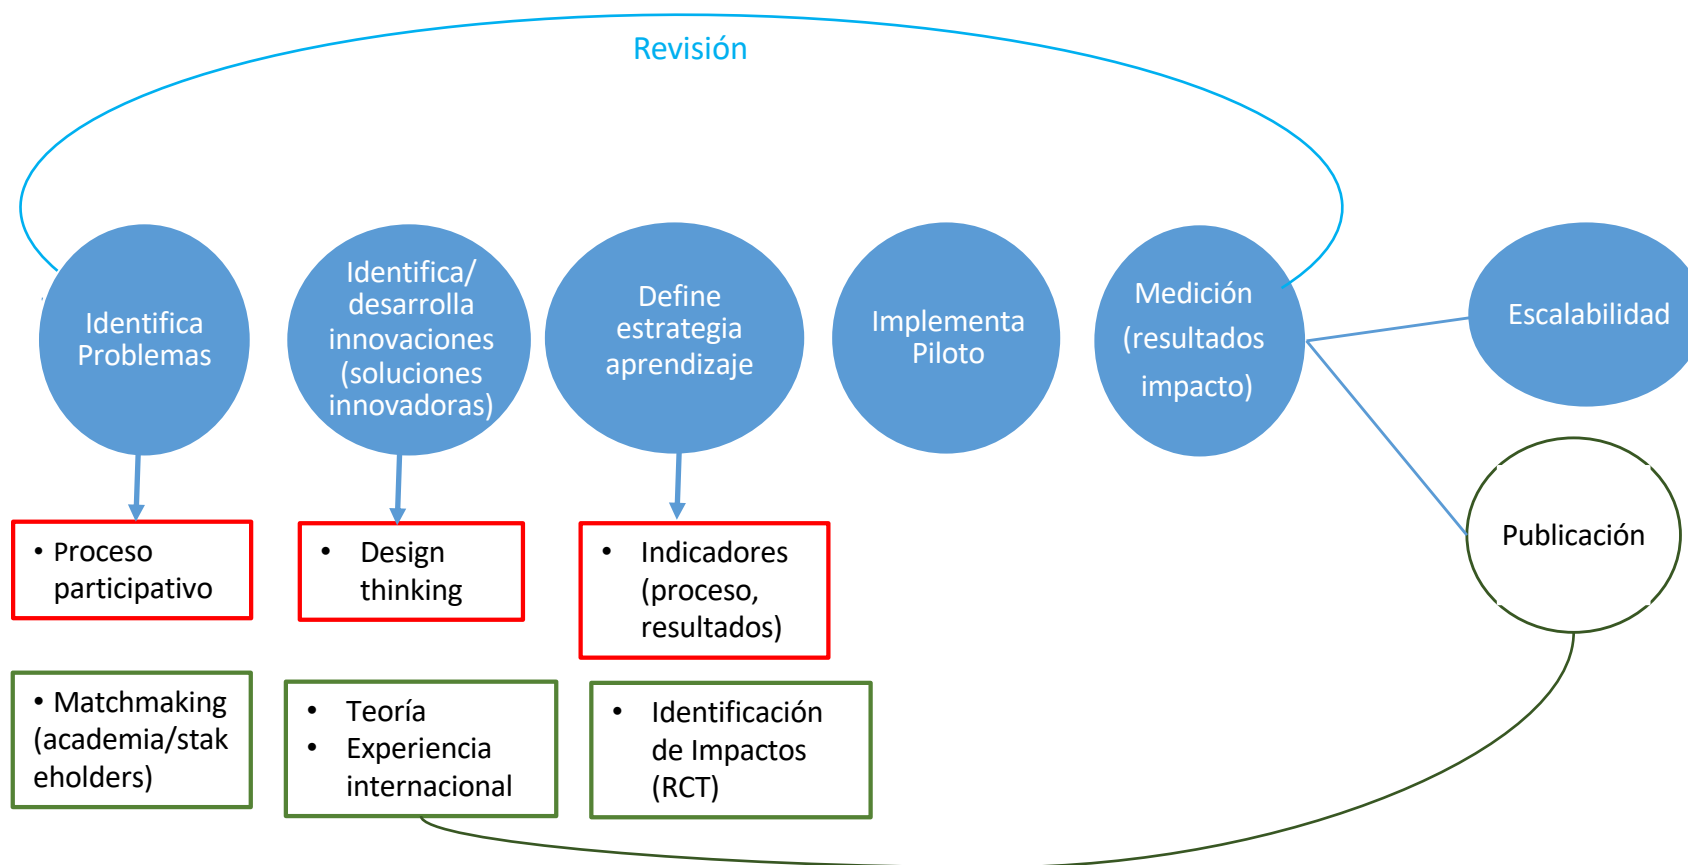 Revisión
Identifica
Problemas
Identifica/
desarrolla
innovaciones
(soluciones
innovadoras)
Define
estrategia
aprendizaje
Implementa
Piloto
Medición
(resultados
impacto)
Escalabilidad
Publicación
• Proceso
participativo
• Design
thinking
• Indicadores
(proceso,
resultados)
• Matchmaking
(academia/stak
eholders)
• Teoría
• Experiencia
internacional
• Identificación
de Impactos
(RCT)